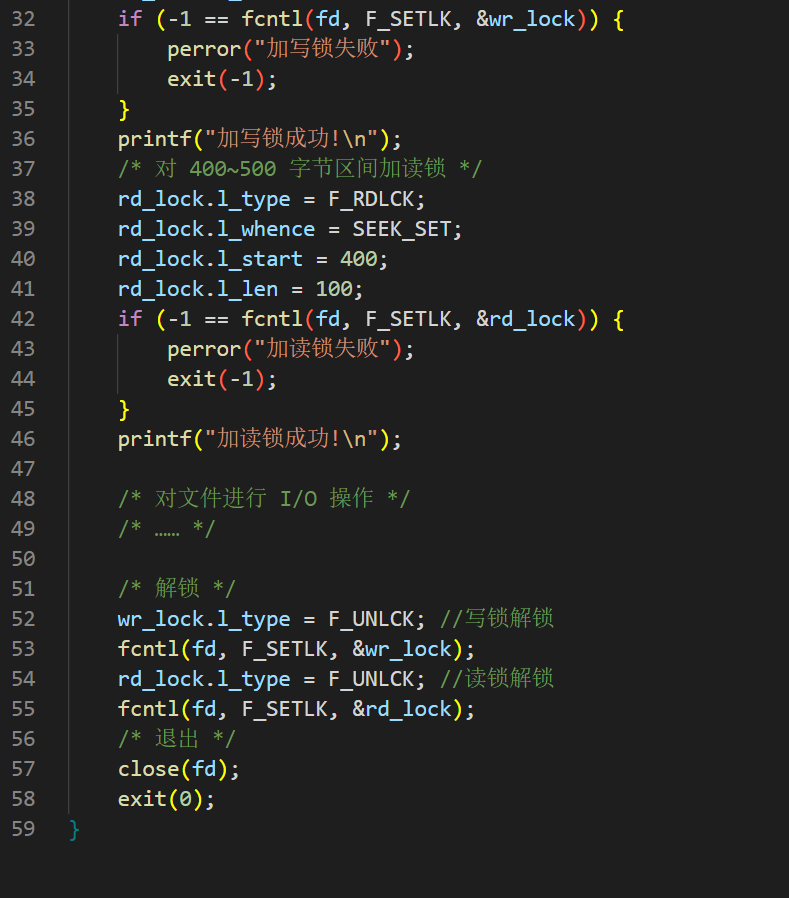 32 if (-1 == fcntl(fd, F_SETLK, &wr_lock)) {
33 perror("加写锁失败");
34 exit(-1);
35 }
36 printf("加写锁成功!\n");
37 /* 对 400~500 字节区间加读锁 */
38 rd_lock.l_type = F_RDLCK;
39 rd_lock.l_whence = SEEK_SET;
40 rd_lock.l_start = 400;
41 rd_lock.l_len = 100;
42 if (-1 == fcntl(fd, F_SETLK, &rd_lock)) {
43 perror("加读锁失败");
44 exit(-1);
45 }
46 printf("加读锁成功!\n");
47
48 /* 对文件进行 I/O 操作 */
49 /* …… */
50
51 /* 解锁 */
52 wr_lock.l_type = F_UNLCK; //写锁解锁
53 fcntl(fd, F_SETLK, &wr_lock);
54 rd_lock.l_type = F_UNLCK; //读锁解锁
55 fcntl(fd, F_SETLK, &rd_lock);
56 /* 退出 */
57 close(fd);
58 exit(0);
59 }